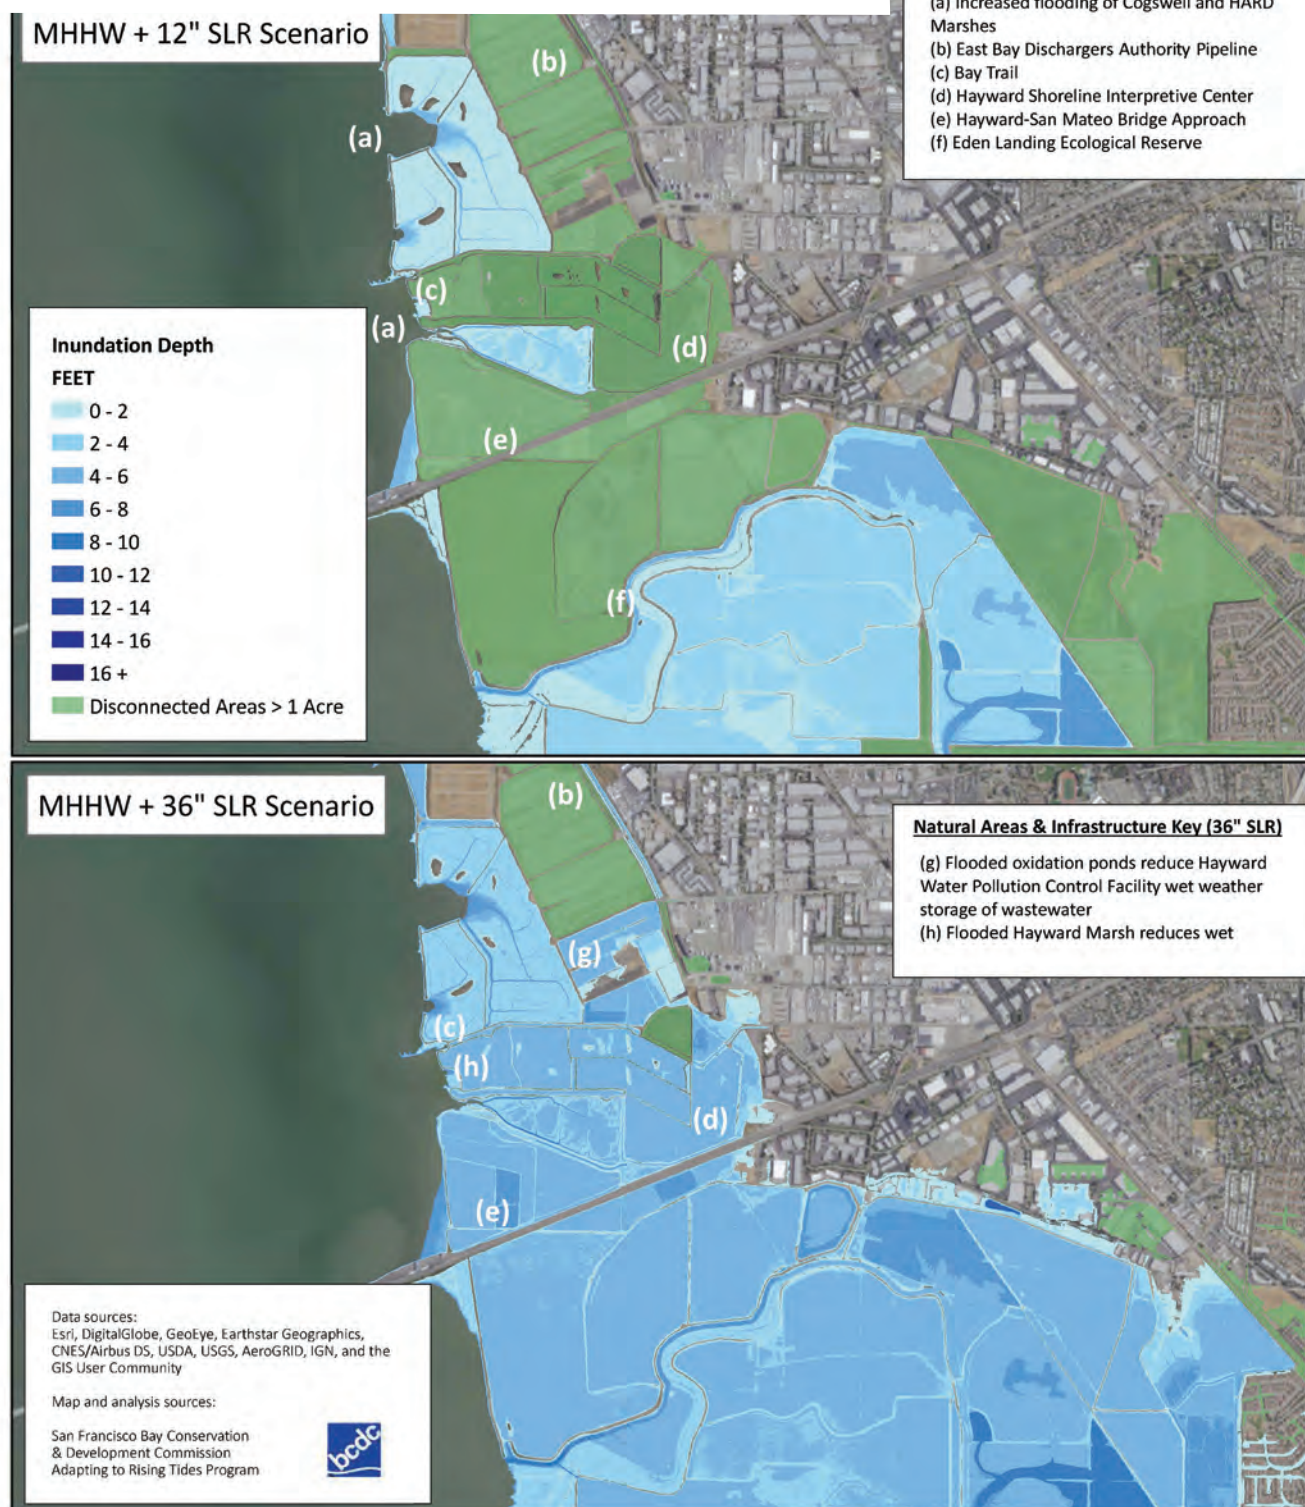 (a) Increased flooding of Cogswell and HARD
Marshes
(b) East Bay Dischargers Authority Pipeline
(c) Bay Trail
(d) Hayward Shoreline Interpretive Center
(e) Hayward-San Mateo Bridge Approach
(f) Eden Landing Ecological Reserve
MHHW + 12" SLR Scenario
(b)
(a)
(c)
(a)
(d)
(e)
(f)
Inundation Depth
FEET
0 - 2
2 - 4
4 - 6
6 - 8
8 - 10
10 - 12
12 - 14
14 - 16
16 +
Disconnected Areas > 1 Acre
MHHW + 36" SLR Scenario
(b)
Natural Areas & Infrastructure Key (36" SLR)
(g) Flooded oxidation ponds reduce Hayward
Water Pollution Control Facility wet weather
storage of wastewater
(h) Flooded Hayward Marsh reduces wet
(g)
(c)
(h)
(d)
(e)
Data sources:
Esri, DigitalGlobe, GeoEye, Earthstar Geographics,
CNES/Airbus DS, USDA, USGS, AeroGRID, IGN, and the
GIS User Community
Map and analysis sources:
San Francisco Bay Conservation
& Development Commission
Adapting to Rising Tides Program
bcdc